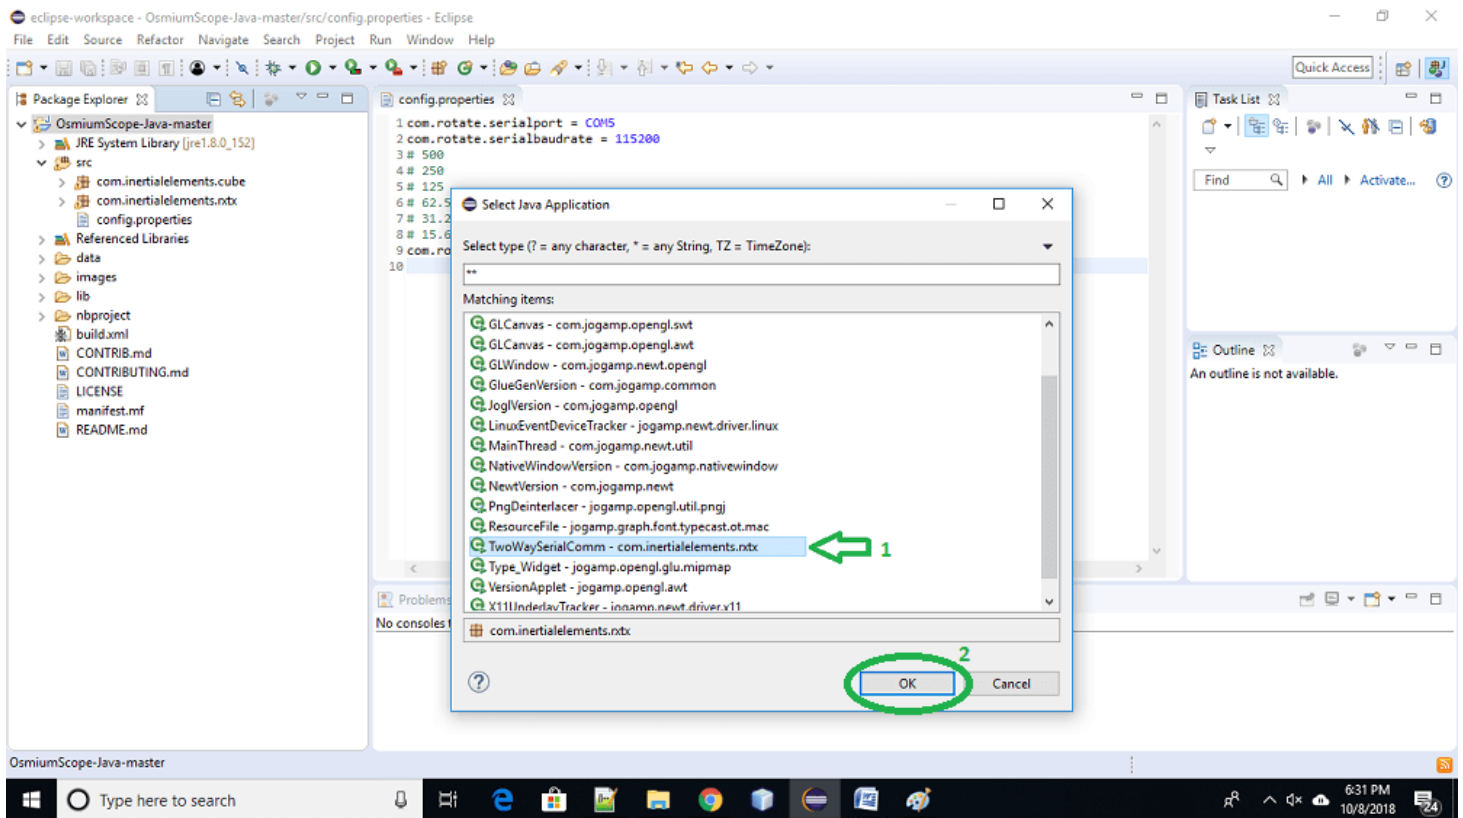 eclipse-workspace - OsmiumScope-Java-master/src/config.properties - Eclipse
File Edit Source Refactor Navigate Search Project Run Window Help
Quick Access
Package Explorer
OsmiumScope-Java-master
JRE System Library [jre1.8.0_152]
src
com.inertialelements.cube
com.inertialelements.rxtx
config.properties
Referenced Libraries
data
images
lib
nbproject
build.xml
CONTRIB.md
CONTRIBUTING.md
LICENSE
manifest.mf
README.md
config.properties
1 com.rotate.serialport = COM5
2 com.rotate.serialbaudrate = 115200
3 # 500
4 # 250
5 # 125
6 # 62.5
7 # 31.2
8 # 15.6
9 com.ro
10
Select Java Application
Select type (? = any character, * = any String, TZ = TimeZone):
**
Matching items:
GLCanvas - com.jogamp.opengl.swt
GLCanvas - com.jogamp.opengl.awt
GLWindow - com.jogamp.newt.opengl
GlueGenVersion - com.jogamp.common
JoglVersion - com.jogamp.opengl
LinuxEventDeviceTracker - jogamp.newt.driver.linux
MainThread - com.jogamp.newt.util
NativeWindowVersion - com.jogamp.nativewindow
NewtVersion - com.jogamp.newt
PngDeinterlacer - jogamp.opengl.util.pngj
ResourceFile - jogamp.graph.font.typecast.ot.mac
TwoWaySerialComm - com.inertialelements.rxtx
1
Type_Widget - jogamp.opengl.glu.mipmap
VersionApplet - jogamp.opengl.awt
X11UnderlayTracker - jogamp.newt.driver.x11
com.inertialelements.rxtx
2
? OK Cancel
Task List
Find All Activate... ?
Outline
An outline is not available.
Problems
No consoles t
OsmiumScope-Java-master
Type here to search
6:31 PM
10/8/2018
24